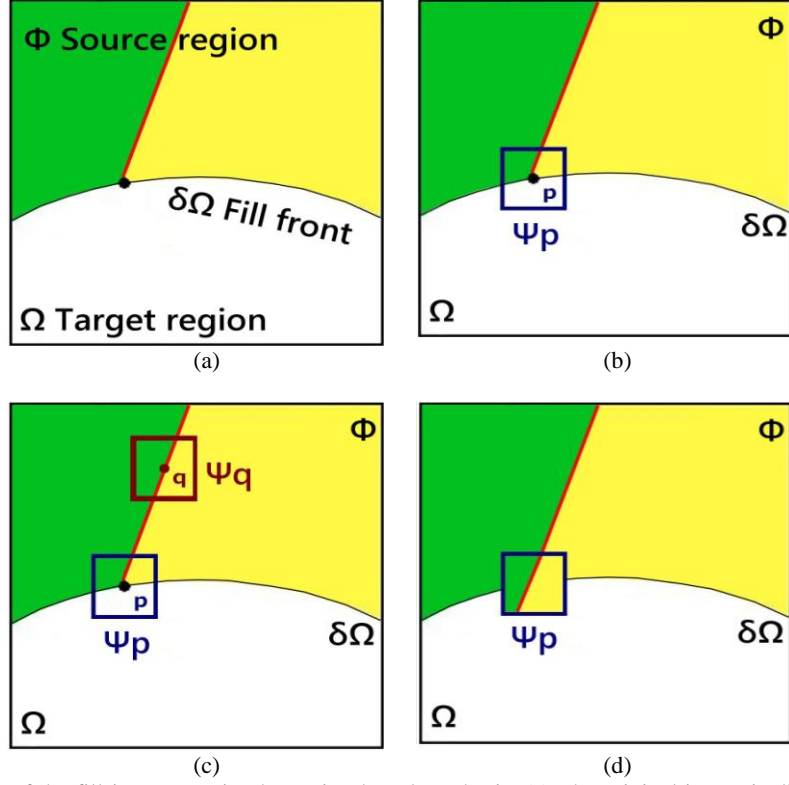 Φ Source region
δΩ Fill front
Ω Target region
(a)
Φ
p
Ψp
δΩ
Ω
(b)
Φ
q
Ψq
p
Ψp
δΩ
Ω
(c)
Φ
Ψp
δΩ
Ω
(d)